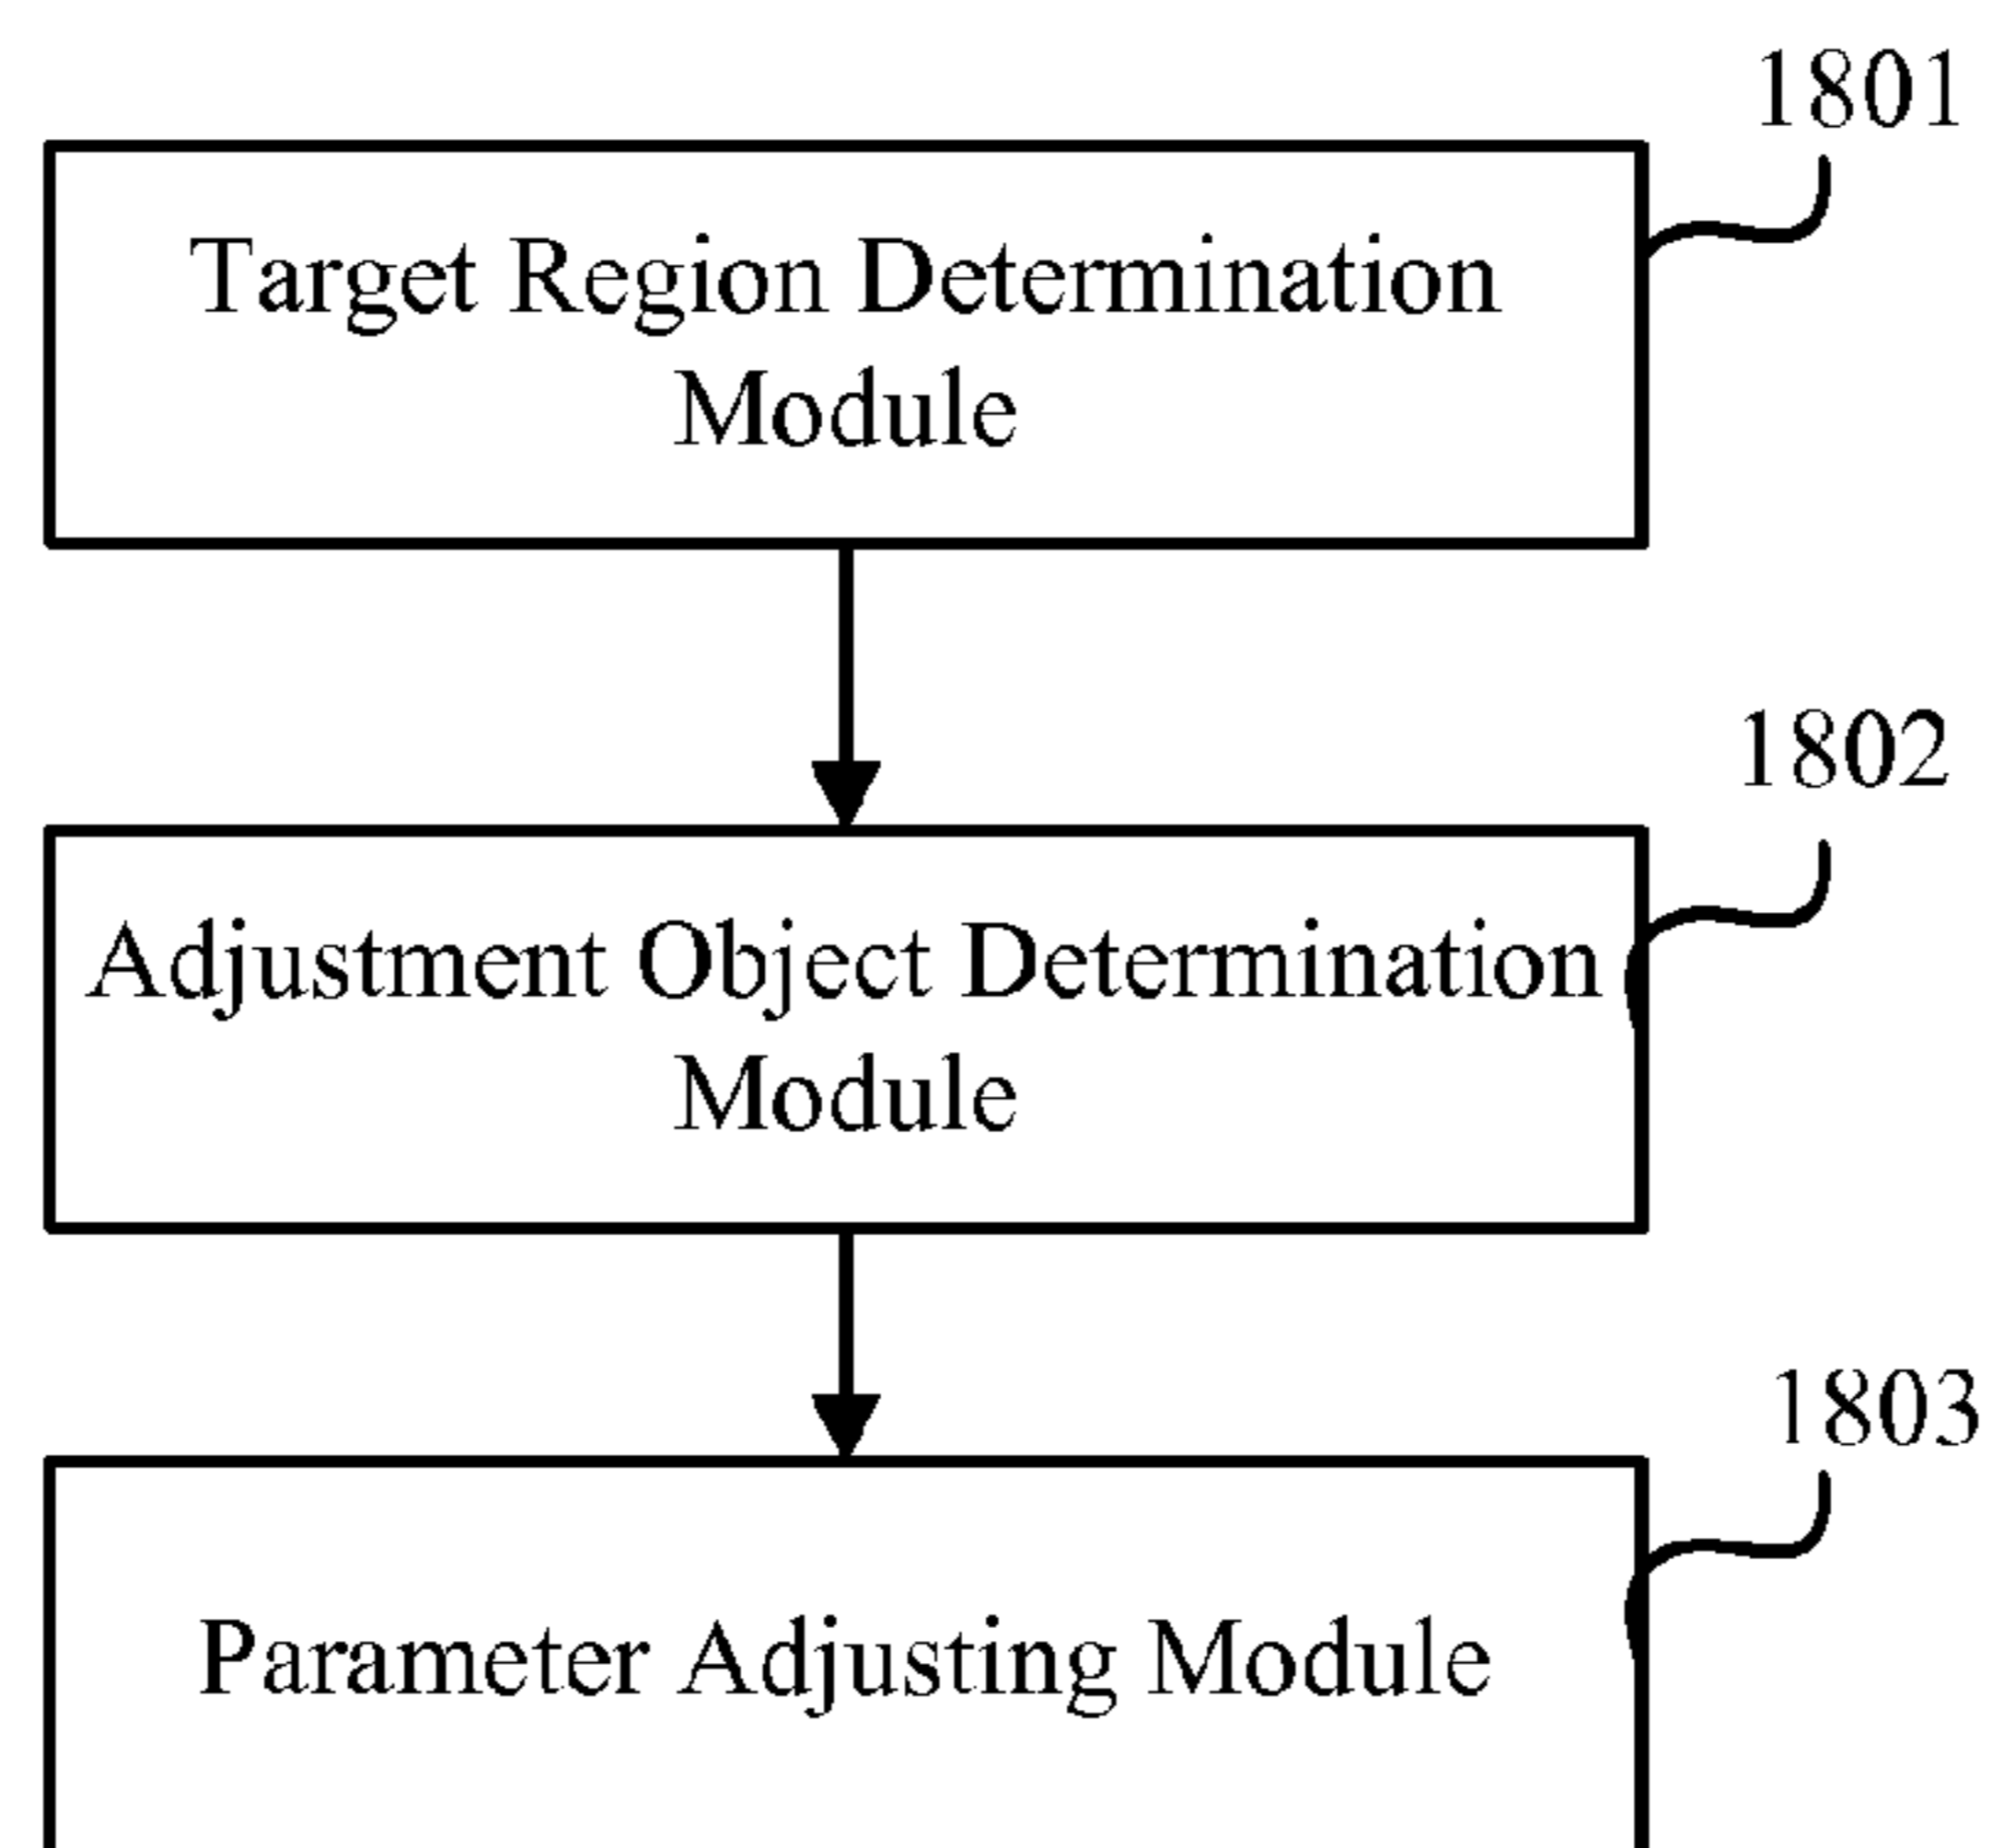 1801
Target Region Determination
Module
1802
Adjustment Object Determination
Module
1803
Parameter Adjusting Module